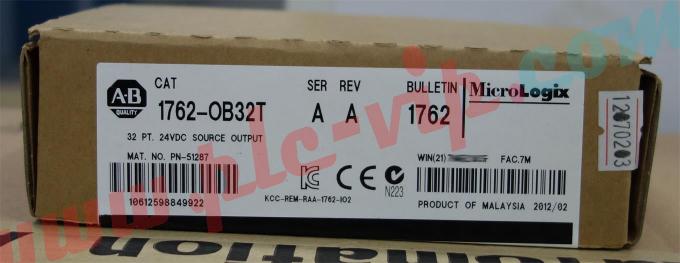 CAT
SER REV
BULLETIN
MicroLogix
A·B
QUALITY
1762-OB32T
A A
1762
32 PT. 24VDC SOURCE OUTPUT
MAT. NO. PN-51287
WIN(21)
FAC.7M
10612598849922
N223
KCC-REM-RAA-1762-IO2
PRODUCT OF MALAYSIA 2012/02
12070203
www.plc-vip.com
omation